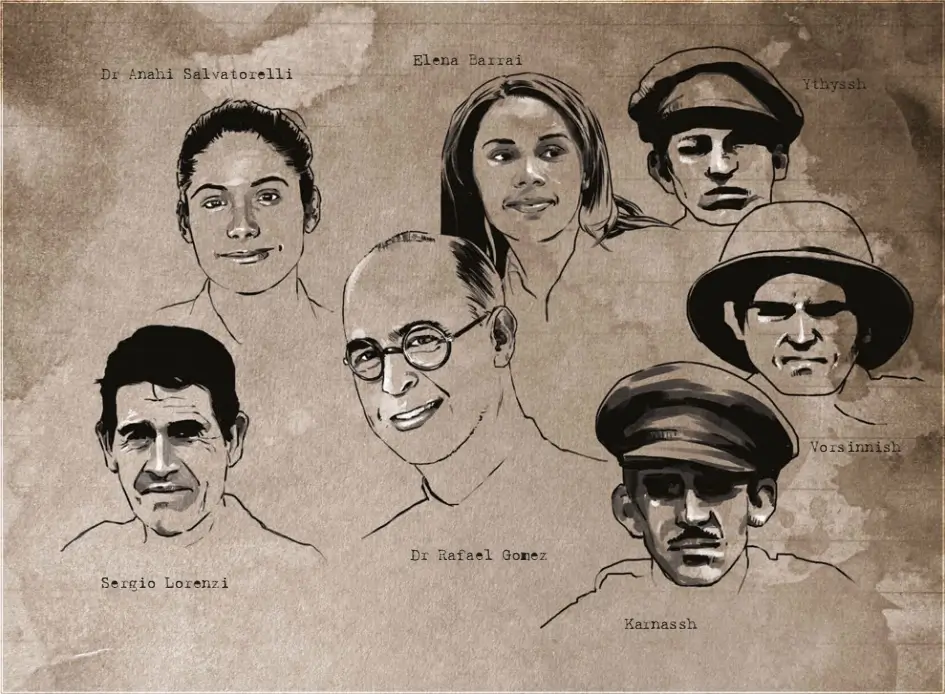 Elena Barrai
Dr Anahi Salvatorelli
Ythyssh
Vorsinnish
Dr Rafael Gomez
Sergio Lorenzi
Karnassh